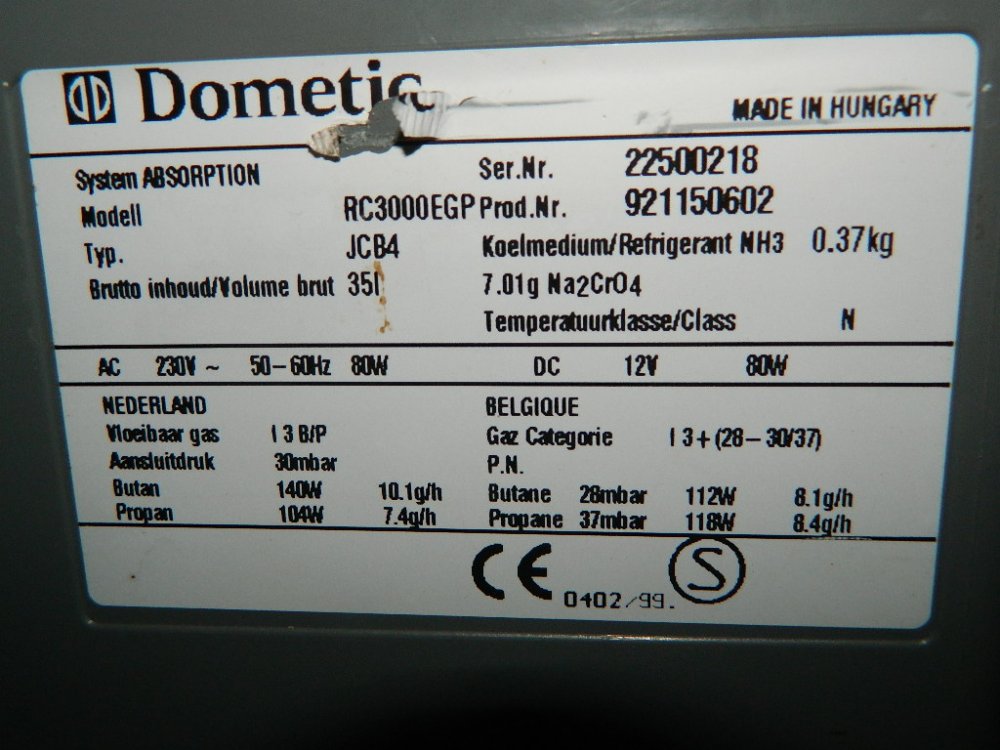 Dometic
MADE IN HUNGARY
System ABSORPTION
Ser.Nr. 22500218
Modell RC3000EGP
Prod.Nr. 921150602
Typ. JCB4
Koelmedium/Refrigerant NH3 0.37kg
Brutto inhoud/Volume brut 35l
7.01g Na2CrO4
Temperatuurklasse/Class N
AC 230V ~ 50-60Hz 80W DC 12V 80W
NEDERLAND
Vloeibaar gas I 3 B/P
Aansluitdruk 30mbar
Butan 140W 10.1g/h
Propan 104W 7.4g/h
BELGIQUE
Gaz Categorie I 3+(28-30/37)
P.N.
Butane 28mbar 112W 8.1g/h
Propane 37mbar 118W 8.4g/h
CE 0402/99. S